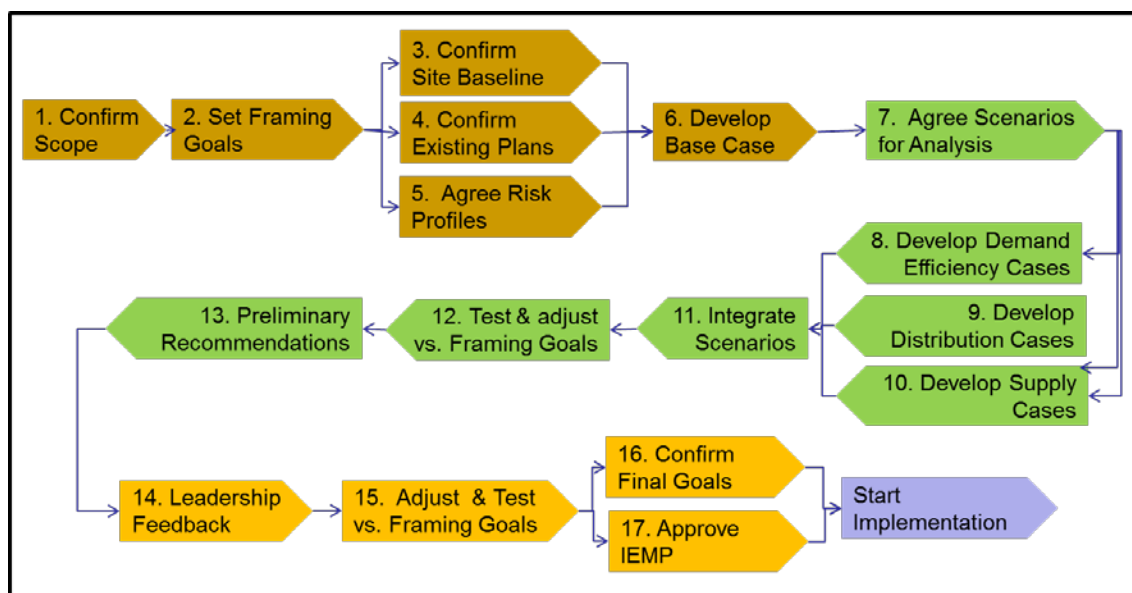 1. Confirm
Scope
2. Set Framing
Goals
3. Confirm
Site Baseline
4. Confirm
Existing Plans
5. Agree Risk
Profiles
6. Develop
Base Case
7. Agree Scenarios
for Analysis
8. Develop Demand
Efficiency Cases
9. Develop
Distribution Cases
10. Develop Supply
Cases
11. Integrate
Scenarios
12. Test & adjust
vs. Framing Goals
13. Preliminary
Recommendations
14. Leadership
Feedback
15. Adjust & Test
vs. Framing Goals
16. Confirm
Final Goals
17. Approve
IEMP
Start
Implementation